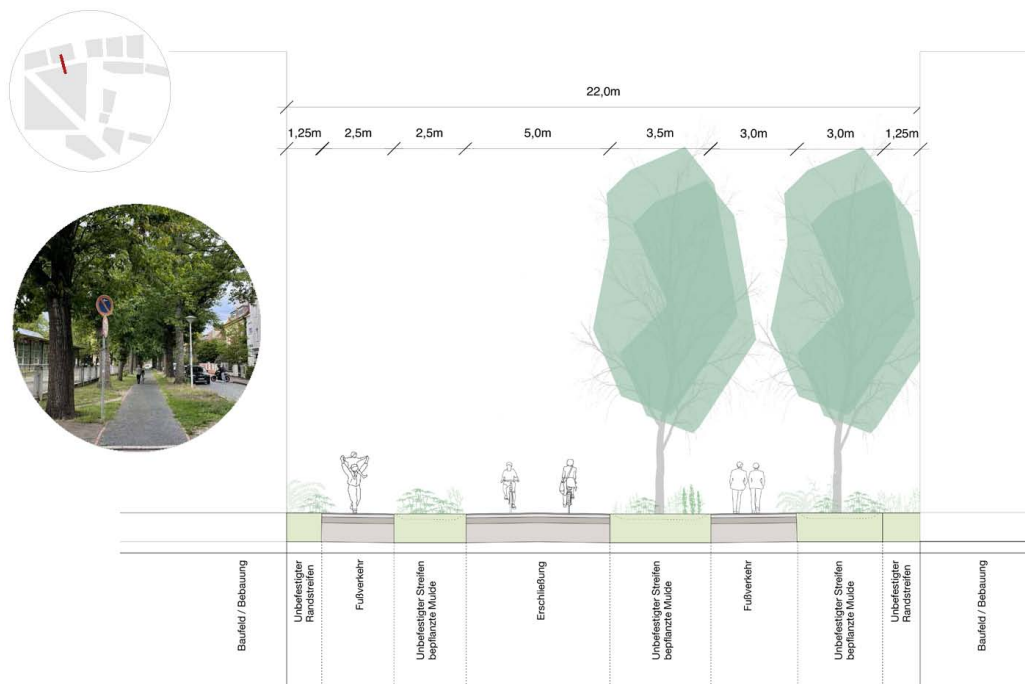 22,0m
1,25m
2,5m
2,5m
5,0m
3,5m
3,0m
3,0m
1,25m
Baufeld / Bebauung
Unbefestigter
Randstreifen
Fußverkehr
Unbefestigter Streifen
bepflanzte Mulde
Erschließung
Unbefestigter Streifen
bepflanzte Mulde
Fußverkehr
Unbefestigter Streifen
bepflanzte Mulde
Unbefestigter
Randstreifen
Baufeld / Bebauung